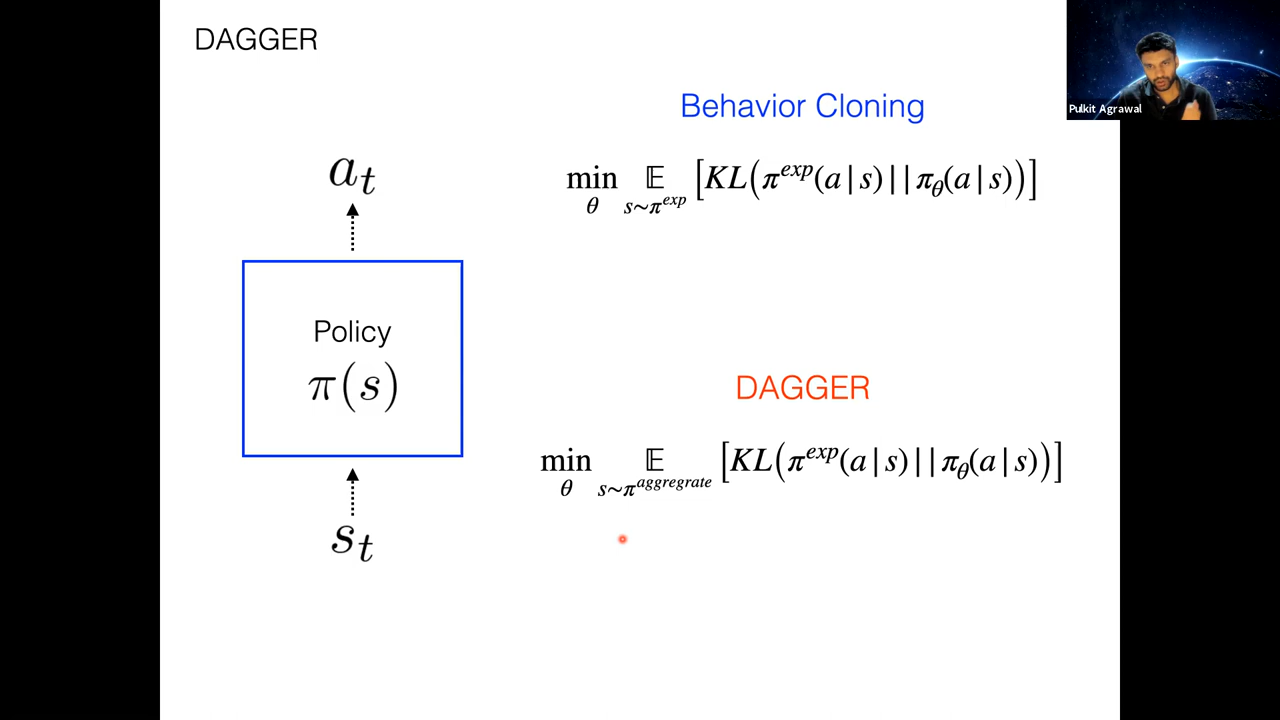 DAGGER
Pulkit Agrawal
Behavior Cloning
a_t
min_θ 𝔼_{s∼π^{exp}} [KL(π^{exp}(a|s)||π_θ(a|s))]
Policy
π(s)
DAGGER
min_θ 𝔼_{s∼π^{aggregrate}} [KL(π^{exp}(a|s)||π_θ(a|s))]
s_t